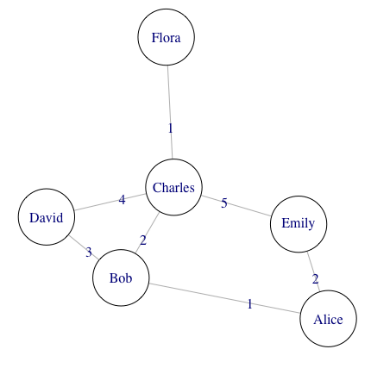 Flora
1
Charles
4
5
David
Emily
2
3
Bob
2
1
Alice